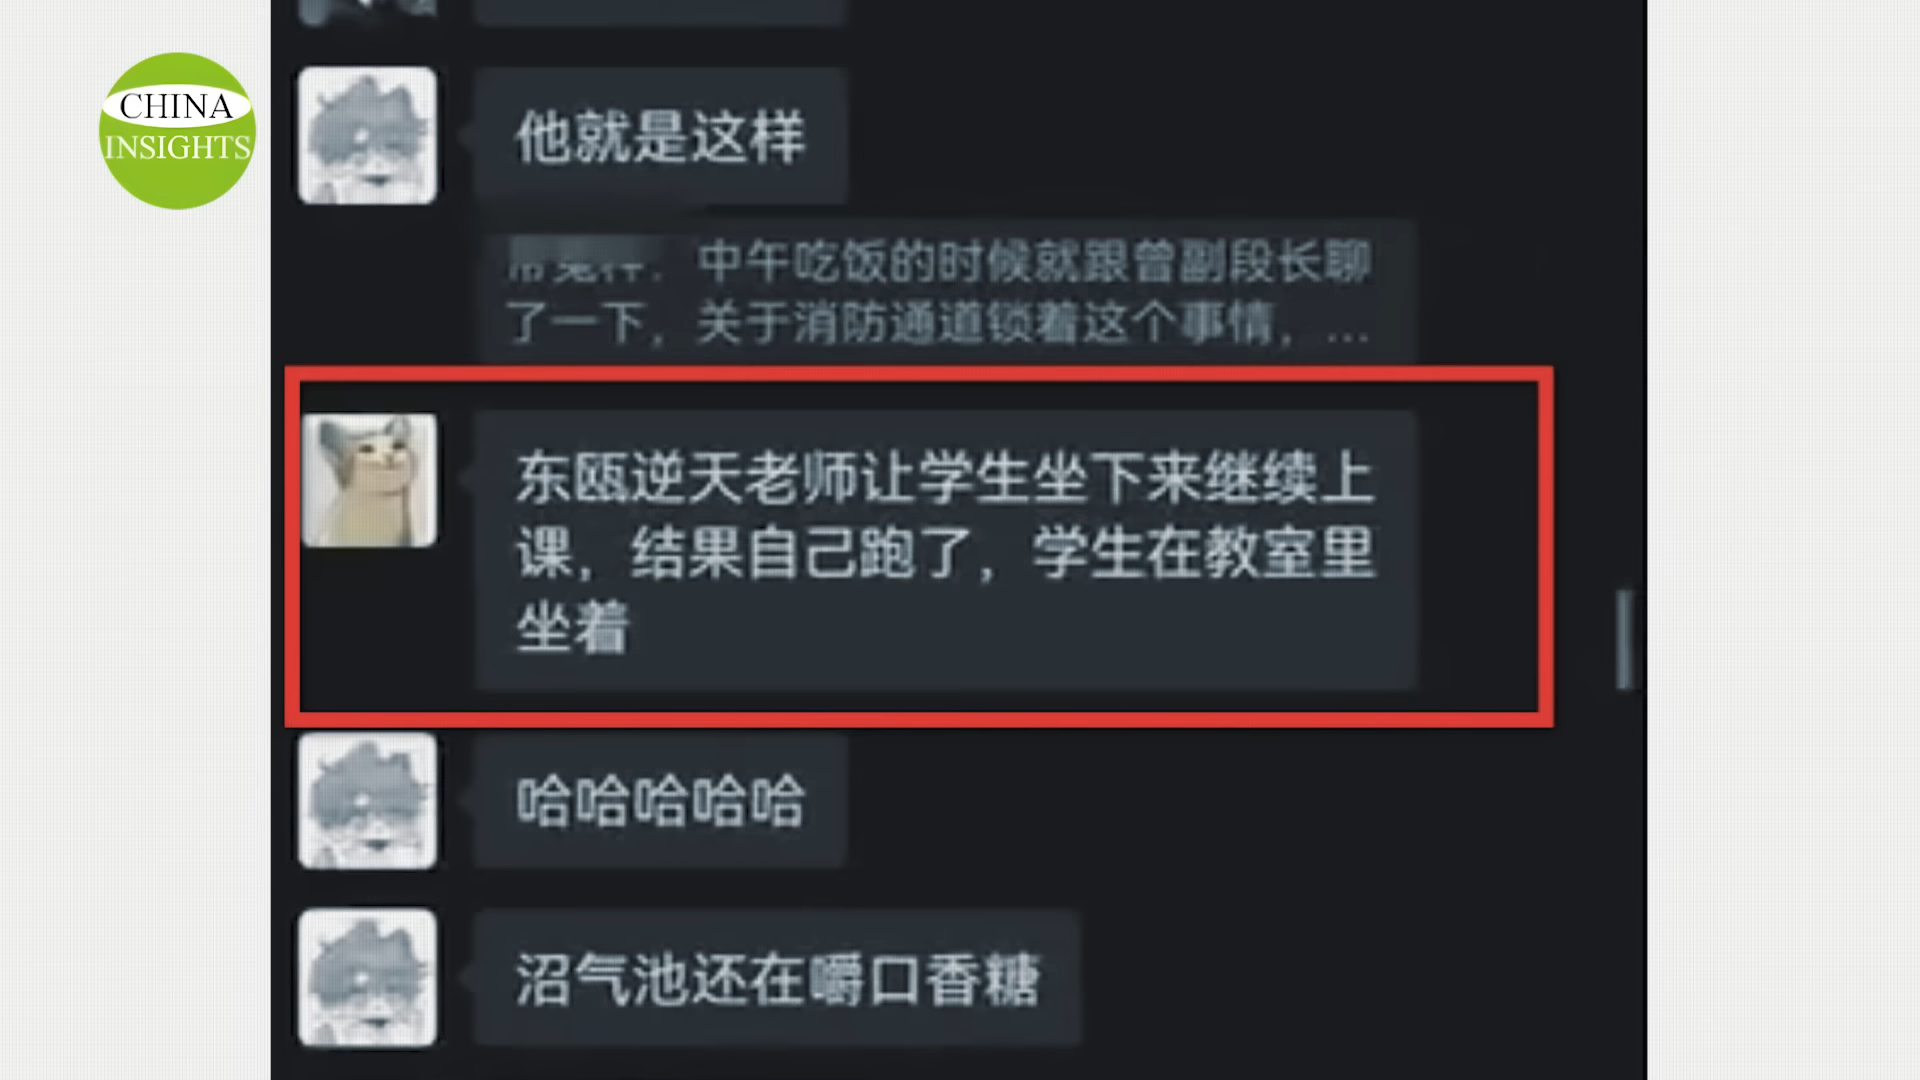 CHINA
INSIGHTS
他就是这样
中午吃饭的时候就跟曾副段长聊
了一下，关于消防通道锁着这个事情，...
东瓯逆天老师让学生坐下来继续上
课，结果自己跑了，学生在教室里
坐着
哈哈哈哈哈
沼气池还在嚼口香糖